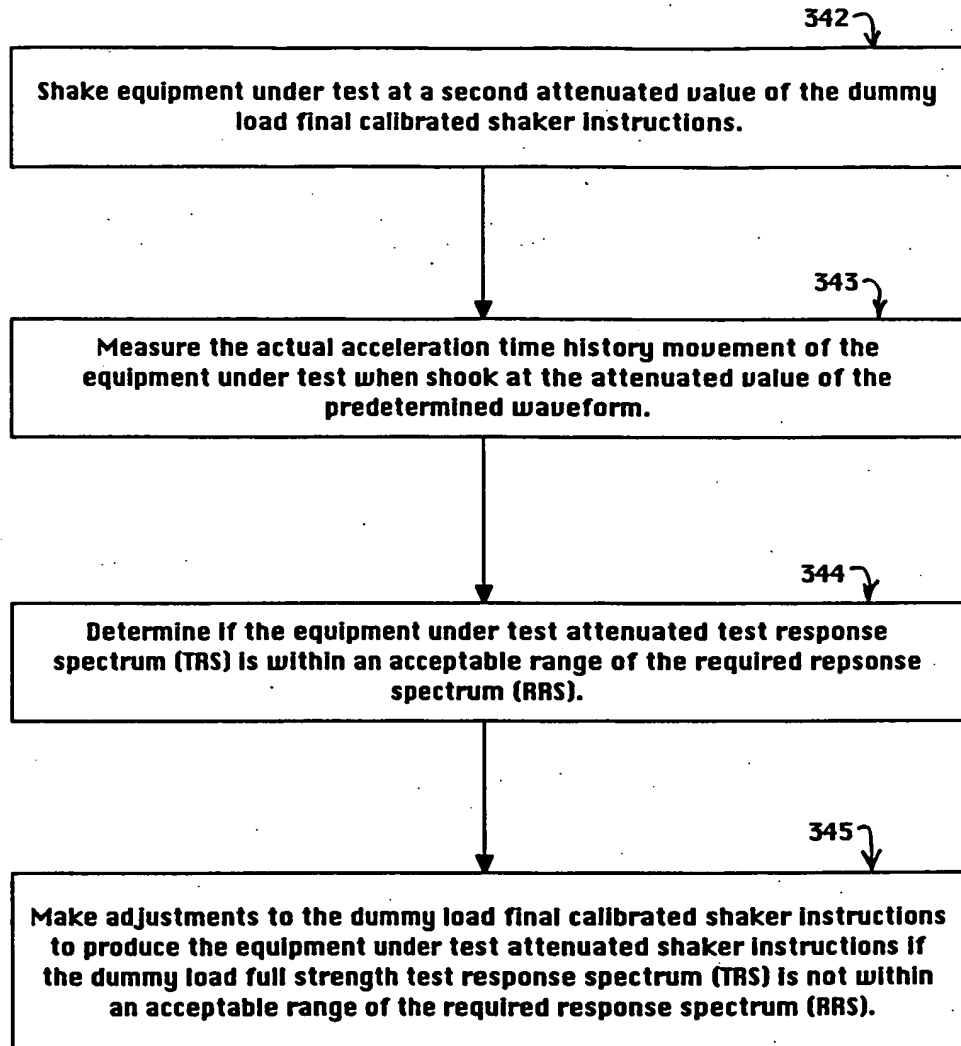 342
Shake equipment under test at a second attenuated value of the dummy
load final calibrated shaker instructions.
343
Measure the actual acceleration time history movement of the
equipment under test when shook at the attenuated value of the
predetermined waveform.
344
Determine if the equipment under test attenuated test response
spectrum (TRS) is within an acceptable range of the required repsonse
spectrum (RRS).
345
Make adjustments to the dummy load final calibrated shaker instructions
to produce the equipment under test attenuated shaker instructions if
the dummy load full strength test response spectrum (TRS) is not within
an acceptable range of the required response spectrum (RRS).